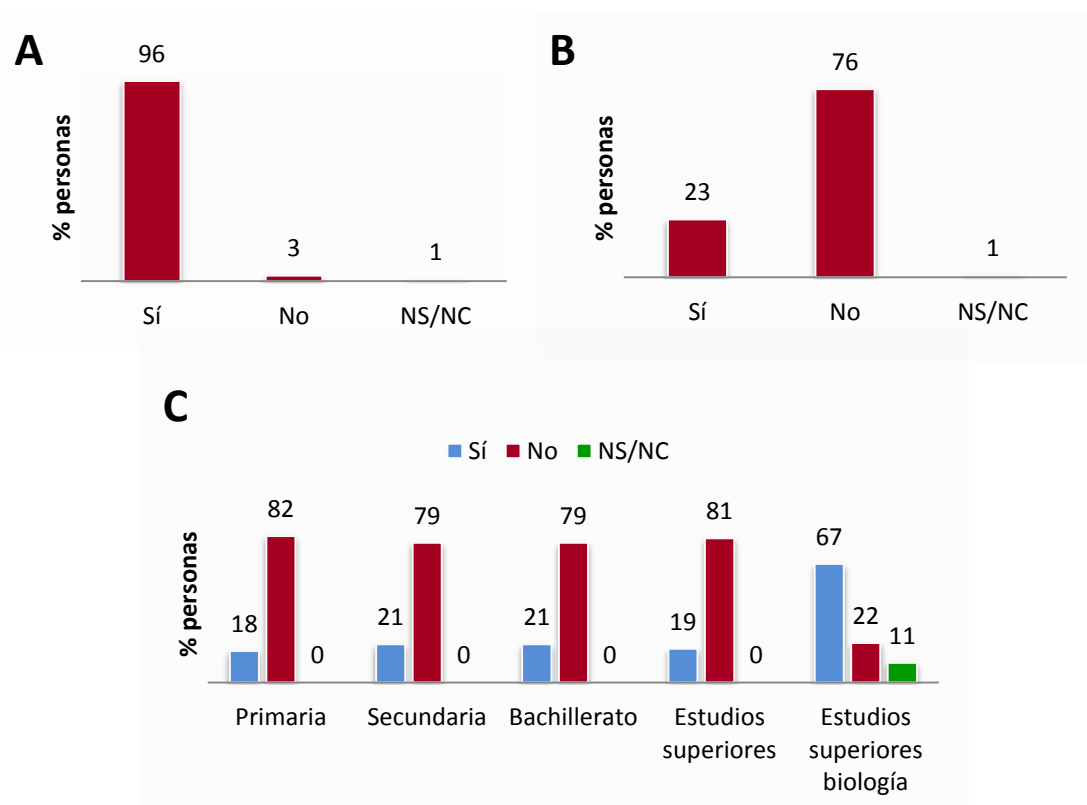 A
% personas
96
3
1
Sí
No
NS/NC
B
% personas
23
76
1
Sí
No
NS/NC
C
Sí
No
NS/NC
% personas
18
82
0
21
79
0
21
79
0
19
81
0
67
22
11
Primaria
Secundaria
Bachillerato
Estudios
superiores
Estudios
superiores
biología